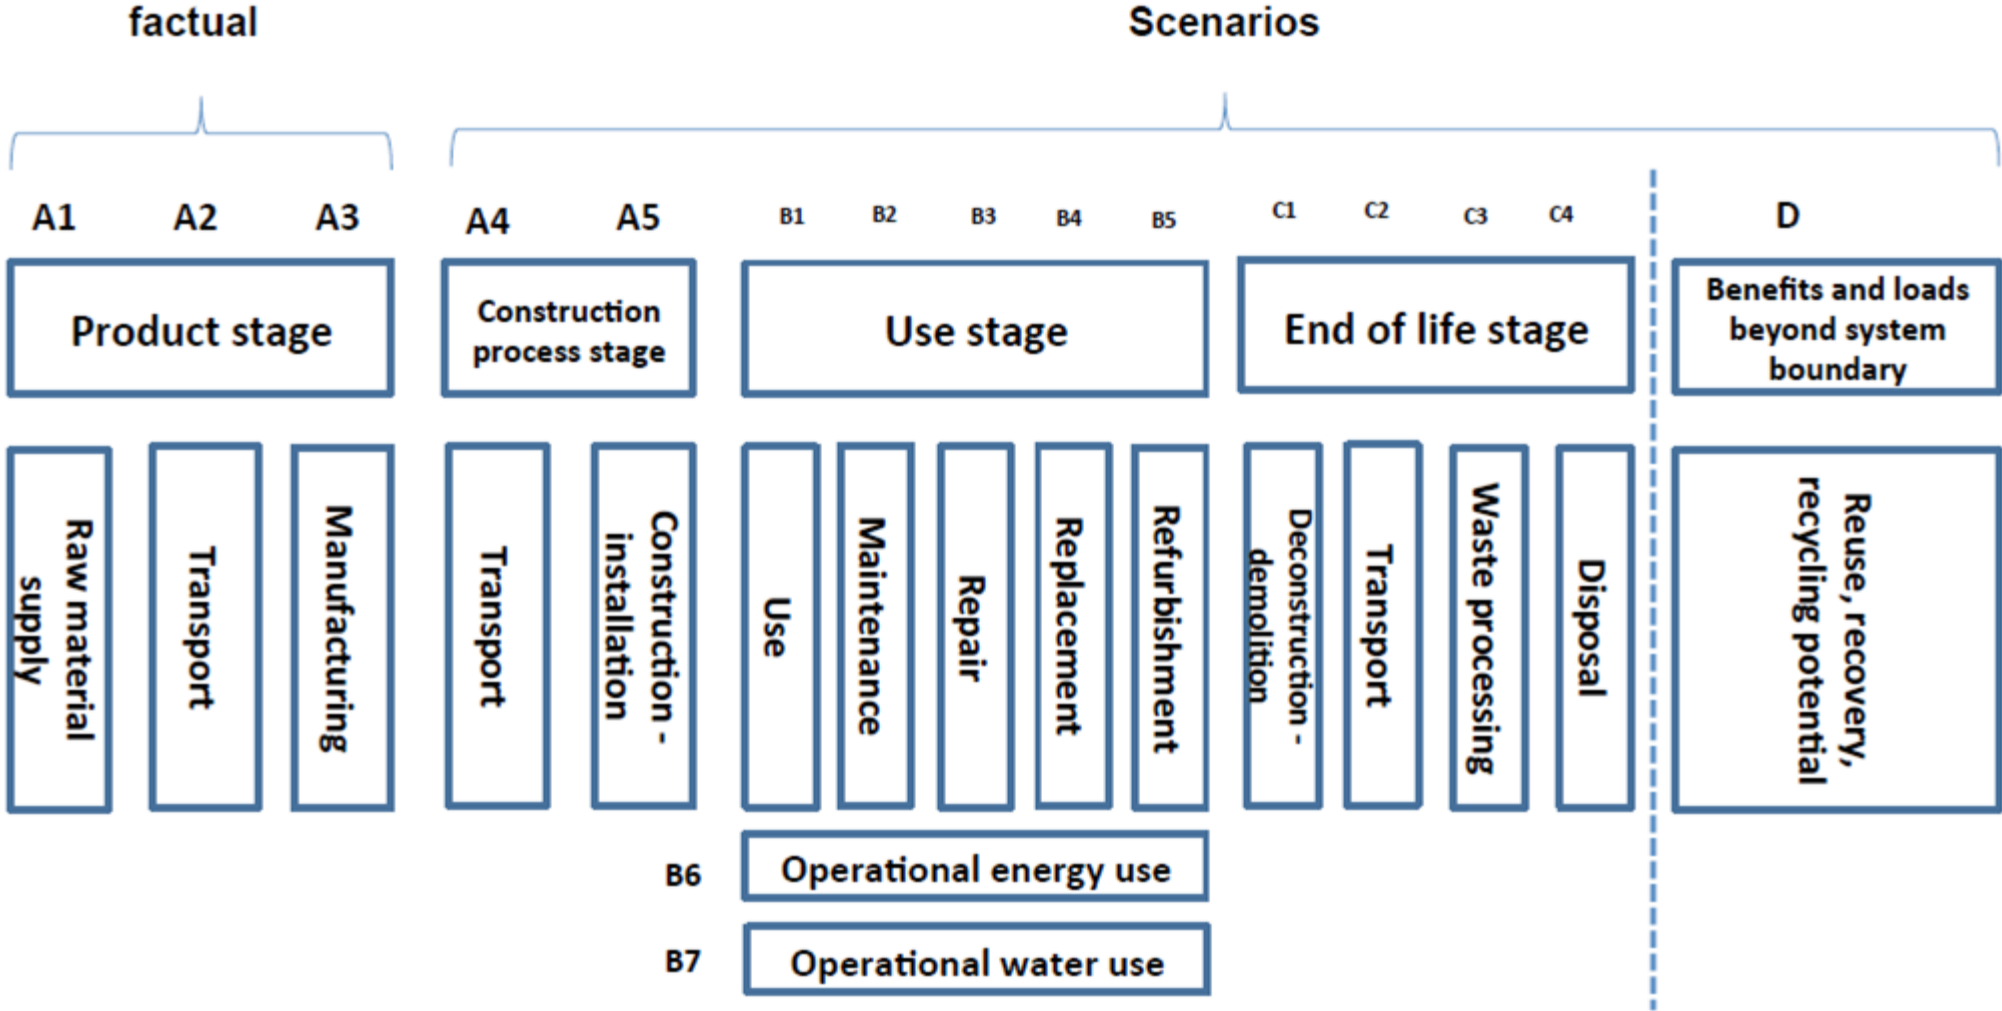 factual
Scenarios
A1
A2
A3
A4
A5
B1
B2
B3
B4
B5
C1
C2
C3
C4
D
Product stage
Construction
process stage
Use stage
End of life stage
Benefits and loads
beyond system
boundary
Raw material
supply
Transport
Manufacturing
Transport
Construction -
installation
Use
Maintenance
Repair
Replacement
Refurbishment
Deconstruction -
demolition
Transport
Waste processing
Disposal
Reuse, recovery,
recycling potential
B6
Operational energy use
B7
Operational water use